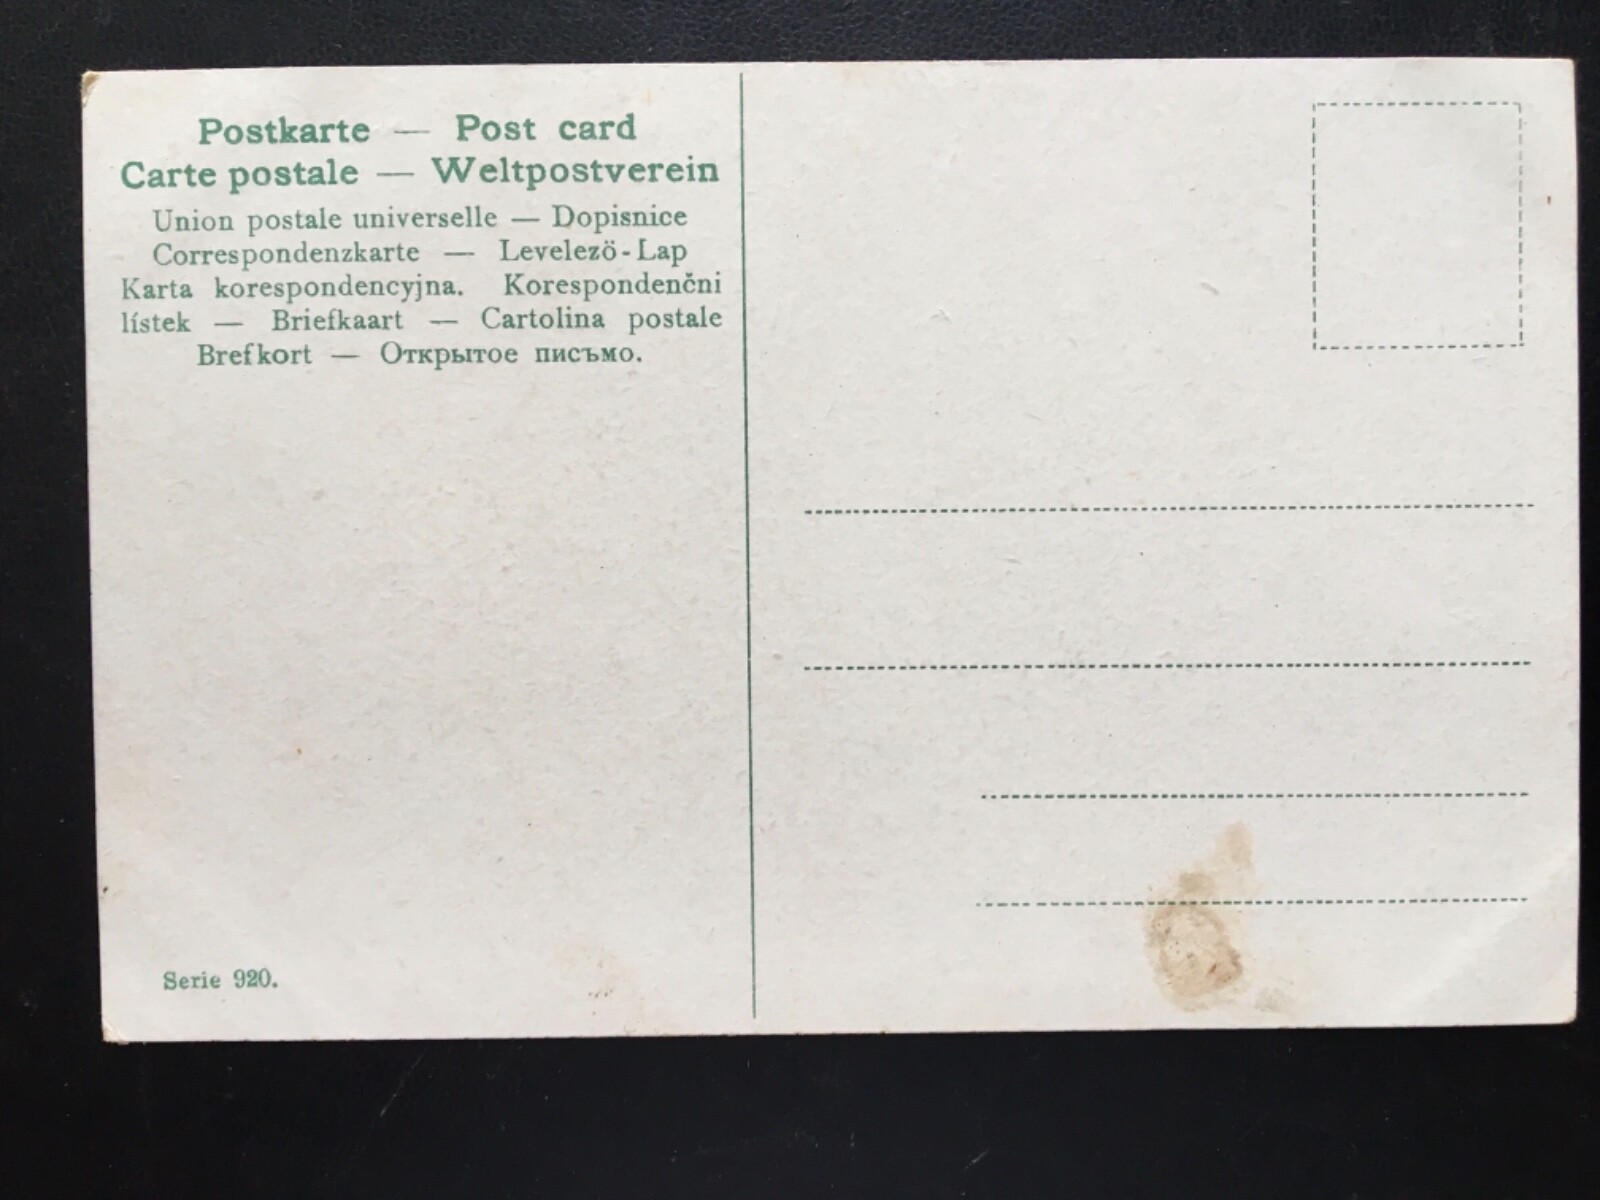 Postkarte — Post card
Carte postale — Weltpostverein
Union postale universelle — Dopisnice
Correspondenzkarte — Levelezö-Lap
Karta korespondencyjna. Korespondenčni
lístek — Briefkaart — Cartolina postale
Brefkort — Открытое письмо.
Serie 920.